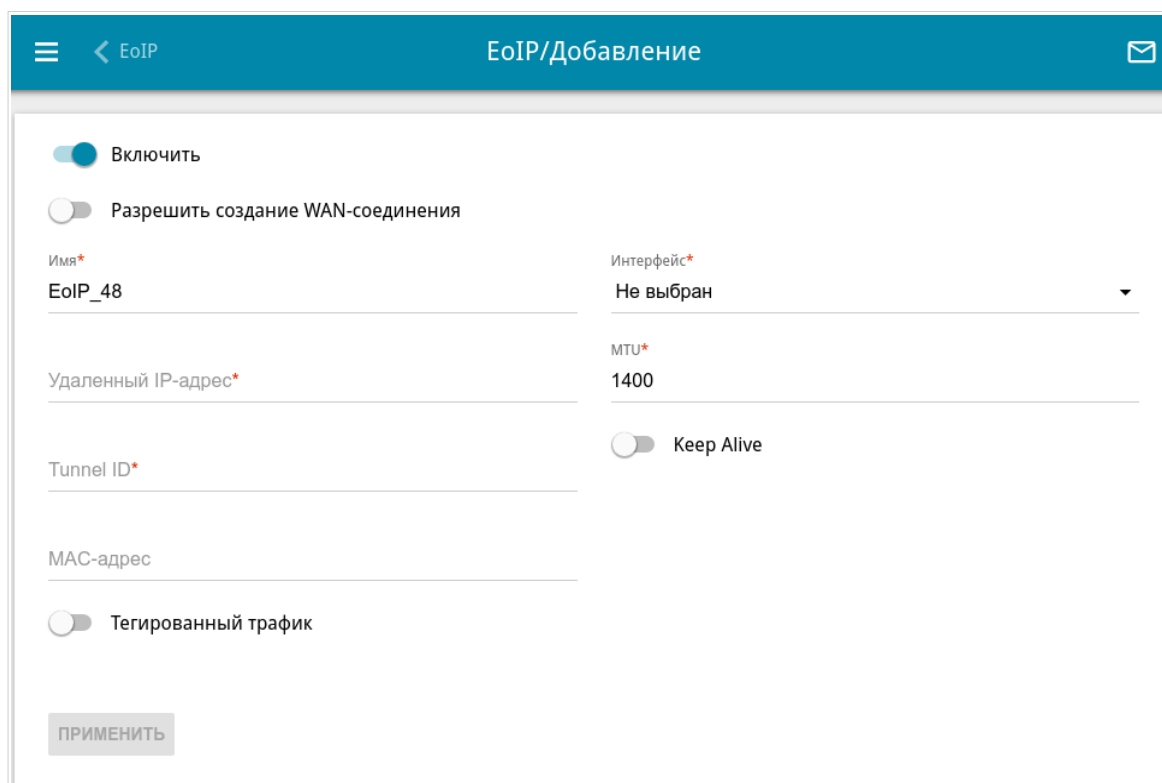 EoIP
EoIP/Добавление
Включить
Разрешить создание WAN-соединения
Имя*
EoIP_48
Интерфейс*
Не выбран
Удаленный IP-адрес*
MTU*
1400
Keep Alive
Tunnel ID*
MAC-адрес
Тегированный трафик
ПРИМЕНИТЬ